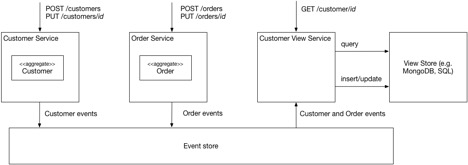 POST /customers
PUT /customers/id
POST /orders
PUT /orders/id
GET /customer/id
Customer Service
<<aggregate>>
Customer
Order Service
<<aggregate>>
Order
Customer View Service
query
insert/update
View Store (e.g.
MongoDB, SQL)
Customer events
Order events
Customer and Order events
Event store